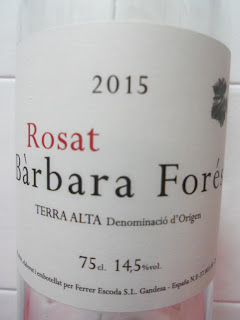 2015
Rosat
Bàrbara Forés
TERRA ALTA Denominació d'Origen
75cl. 14,5%vol.
i embotellat per Ferrer Escoda S.L. Gandesa - España